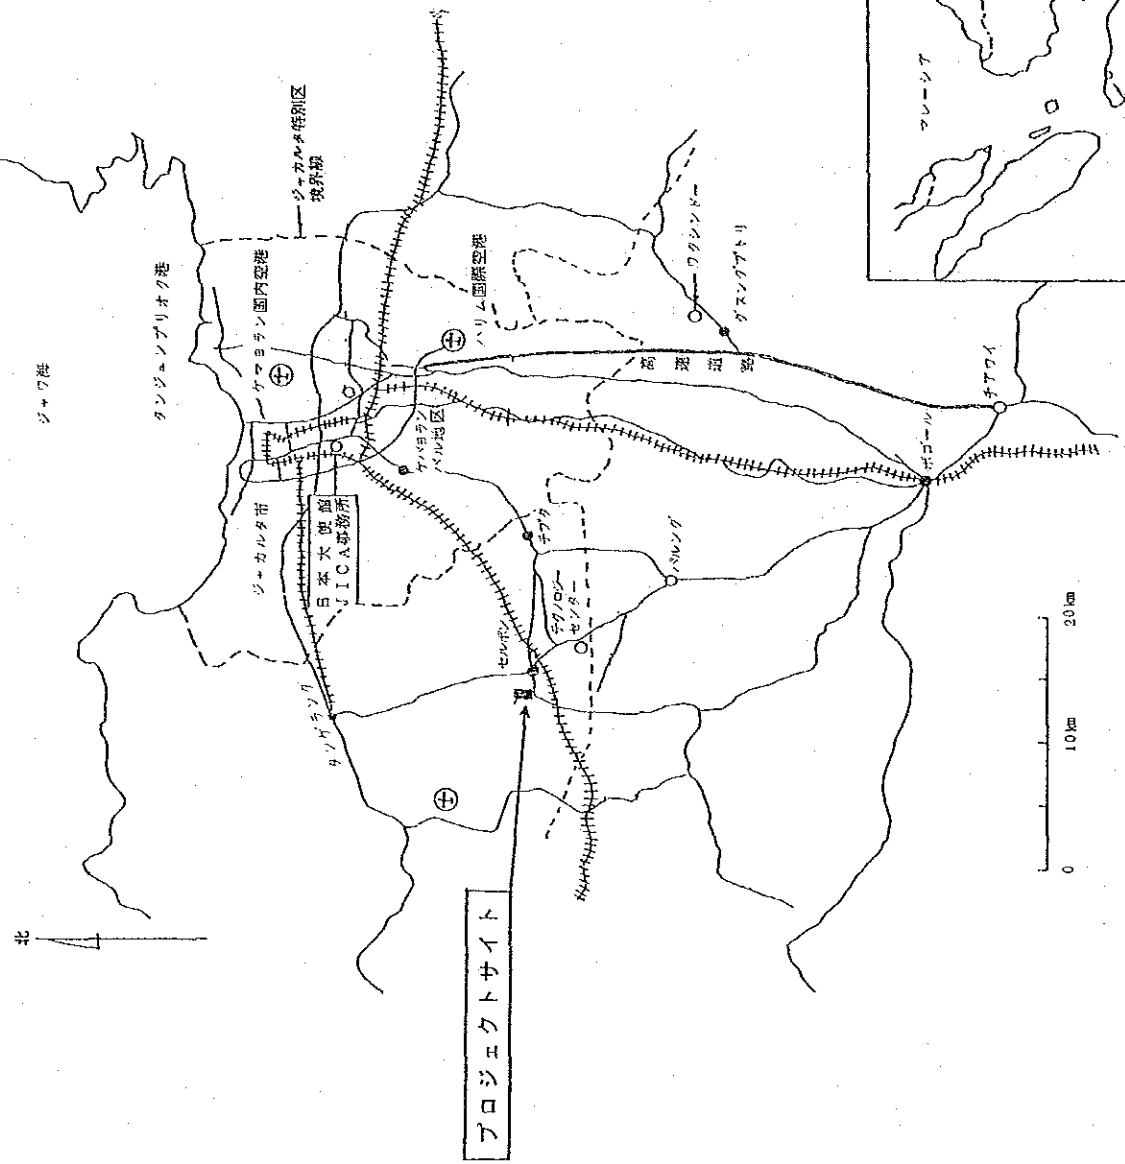 北
ジャワ港
タンジュンプリオク港
ケマヨラン国内空港
ジャカルタ特別区
境界線
ジャカルタ市
日本大使館
JICA事務所
ハリム国際空港
ケバヨラン
バル地区
タンゲラング
チプタ
セルポン
テクノロジー
センター
パルング
高速道路
ワクシンドー
グヌングプトリ
ボゴール
チアウイ
プロジェクトサイト
マレーシア
0
10km
20km